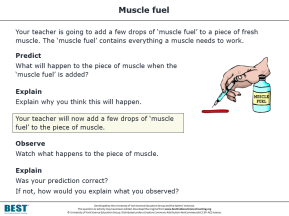 Muscle fuel
Your teacher is going to add a few drops of 'muscle fuel' to a piece of fresh
muscle. The 'muscle fuel' contains everything a muscle needs to work.
Predict
What will happen to the piece of muscle when the
'muscle fuel' is added?
Explain
Explain why you think this will happen.
MUSCLE
FUEL
Your teacher will now add a few drops of 'muscle
fuel' to the piece of muscle.
Observe
Watch what happens to the piece of muscle.
Explain
Was your prediction correct?
If not, how would you explain what you observed?
BEST